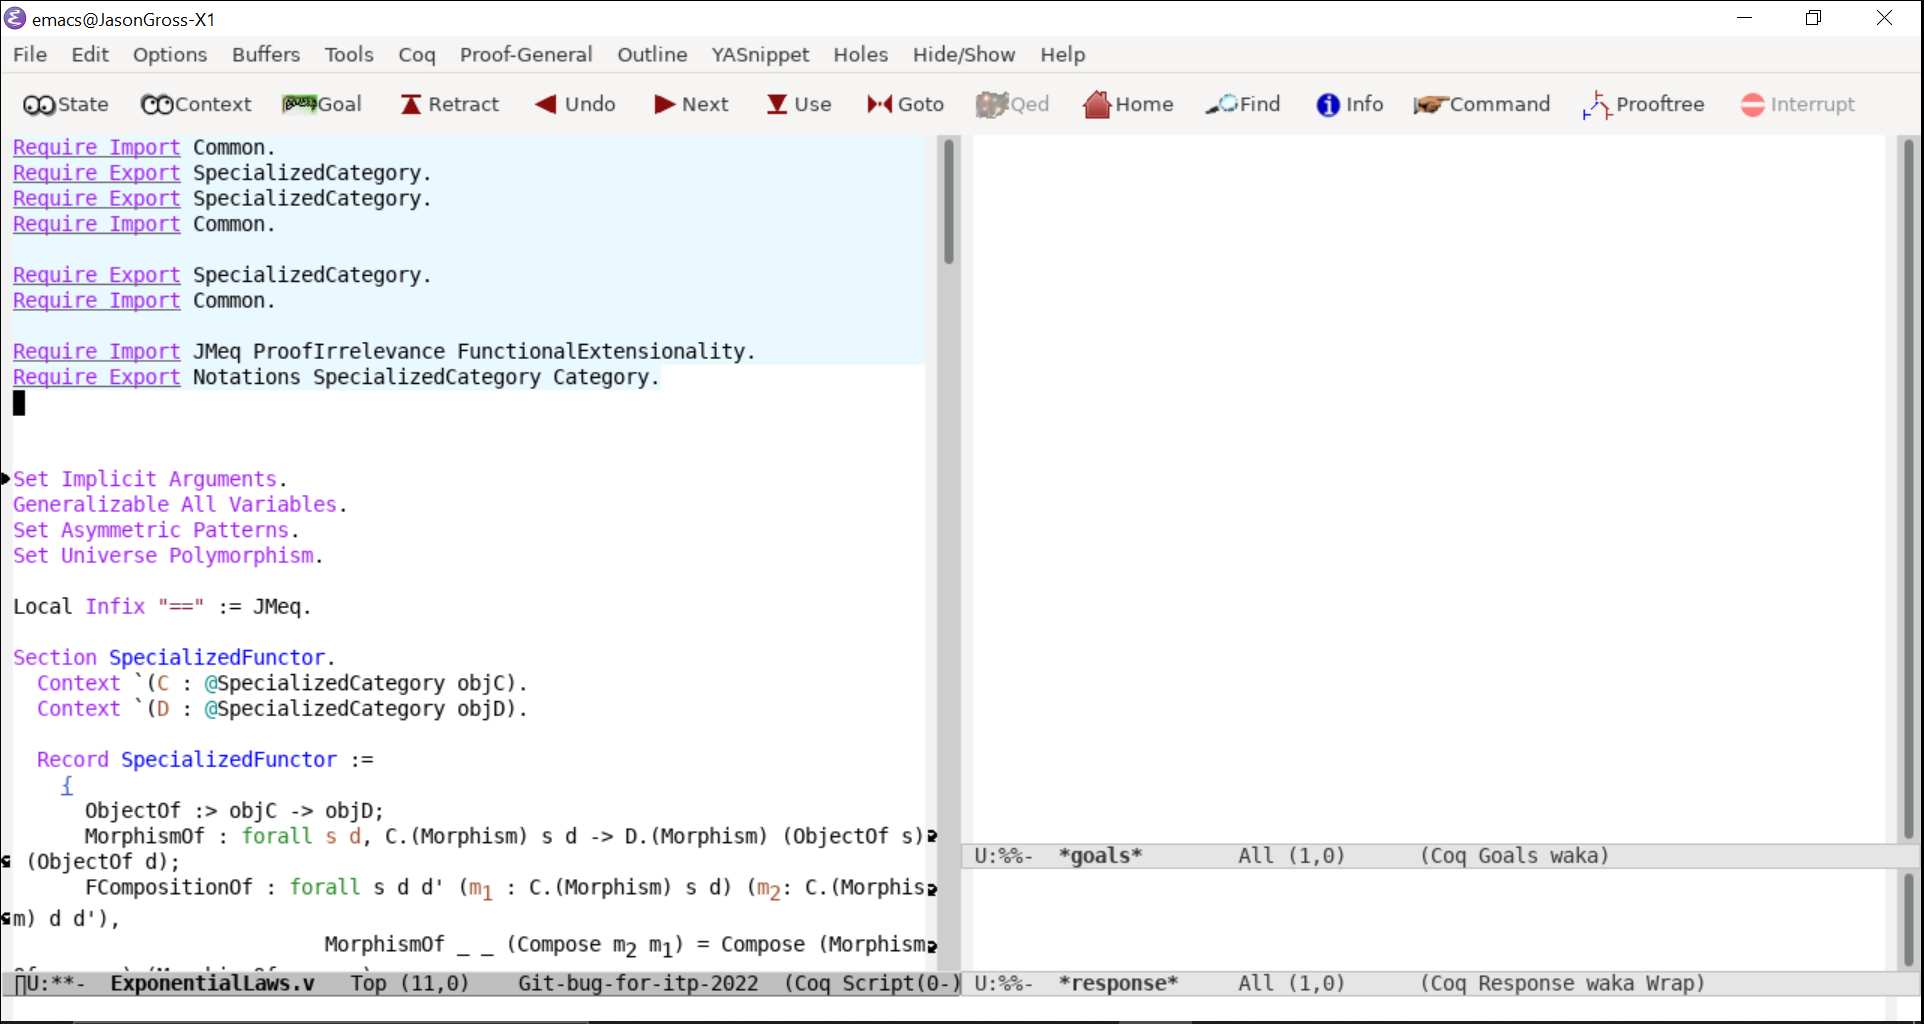 emacs@JasonGross-X1
File Edit Options Buffers Tools Coq Proof-General Outline YASnippet Holes Hide/Show Help
State Context Goal Retract Undo Next Use Goto Qed Home Find Info Command Prooftree Interrupt
Require Import Common.
Require Export SpecializedCategory.
Require Export SpecializedCategory.
Require Import Common.
Require Export SpecializedCategory.
Require Import Common.
Require Import JMeq ProofIrrelevance FunctionalExtensionality.
Require Export Notations SpecializedCategory Category.
Set Implicit Arguments.
Generalizable All Variables.
Set Asymmetric Patterns.
Set Universe Polymorphism.
Local Infix "==" := JMeq.
Section SpecializedFunctor.
Context `(C : @SpecializedCategory objC).
Context `(D : @SpecializedCategory objD).
Record SpecializedFunctor :=
{
ObjectOf :> objC -> objD;
MorphismOf : forall s d, C.(Morphism) s d -> D.(Morphism) (ObjectOf s)
(ObjectOf d);
FCompositionOf : forall s d d' (m₁ : C.(Morphism) s d) (m₂: C.(Morphis
m) d d'),
MorphismOf _ _ (Compose m₂ m₁) = Compose (Morphism
U:**- ExponentialLaws.v Top (11,0) Git-bug-for-itp-2022 (Coq Script(0-)
U:%%- *goals* All (1,0) (Coq Goals waka)
U:%%- *response* All (1,0) (Coq Response waka Wrap)